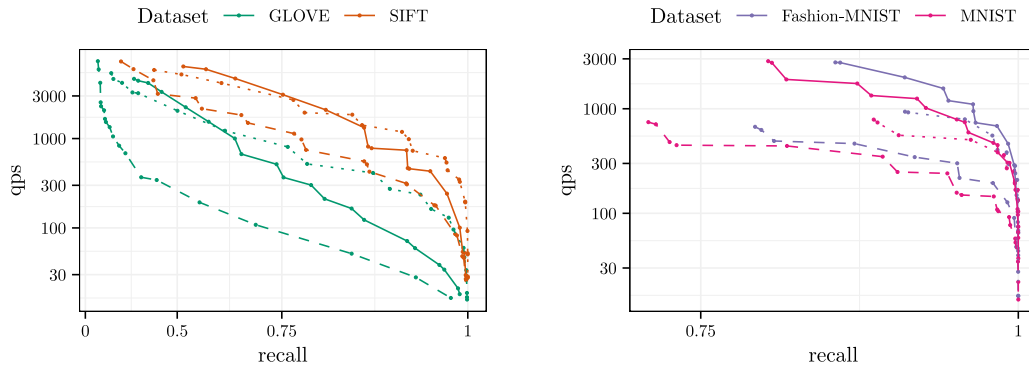 Dataset GLOVE SIFT
3000
1000
300
100
30
qps
0 0.5 0.75 1
recall
Dataset Fashion-MNIST MNIST
3000
1000
300
100
30
qps
0.75 1
recall